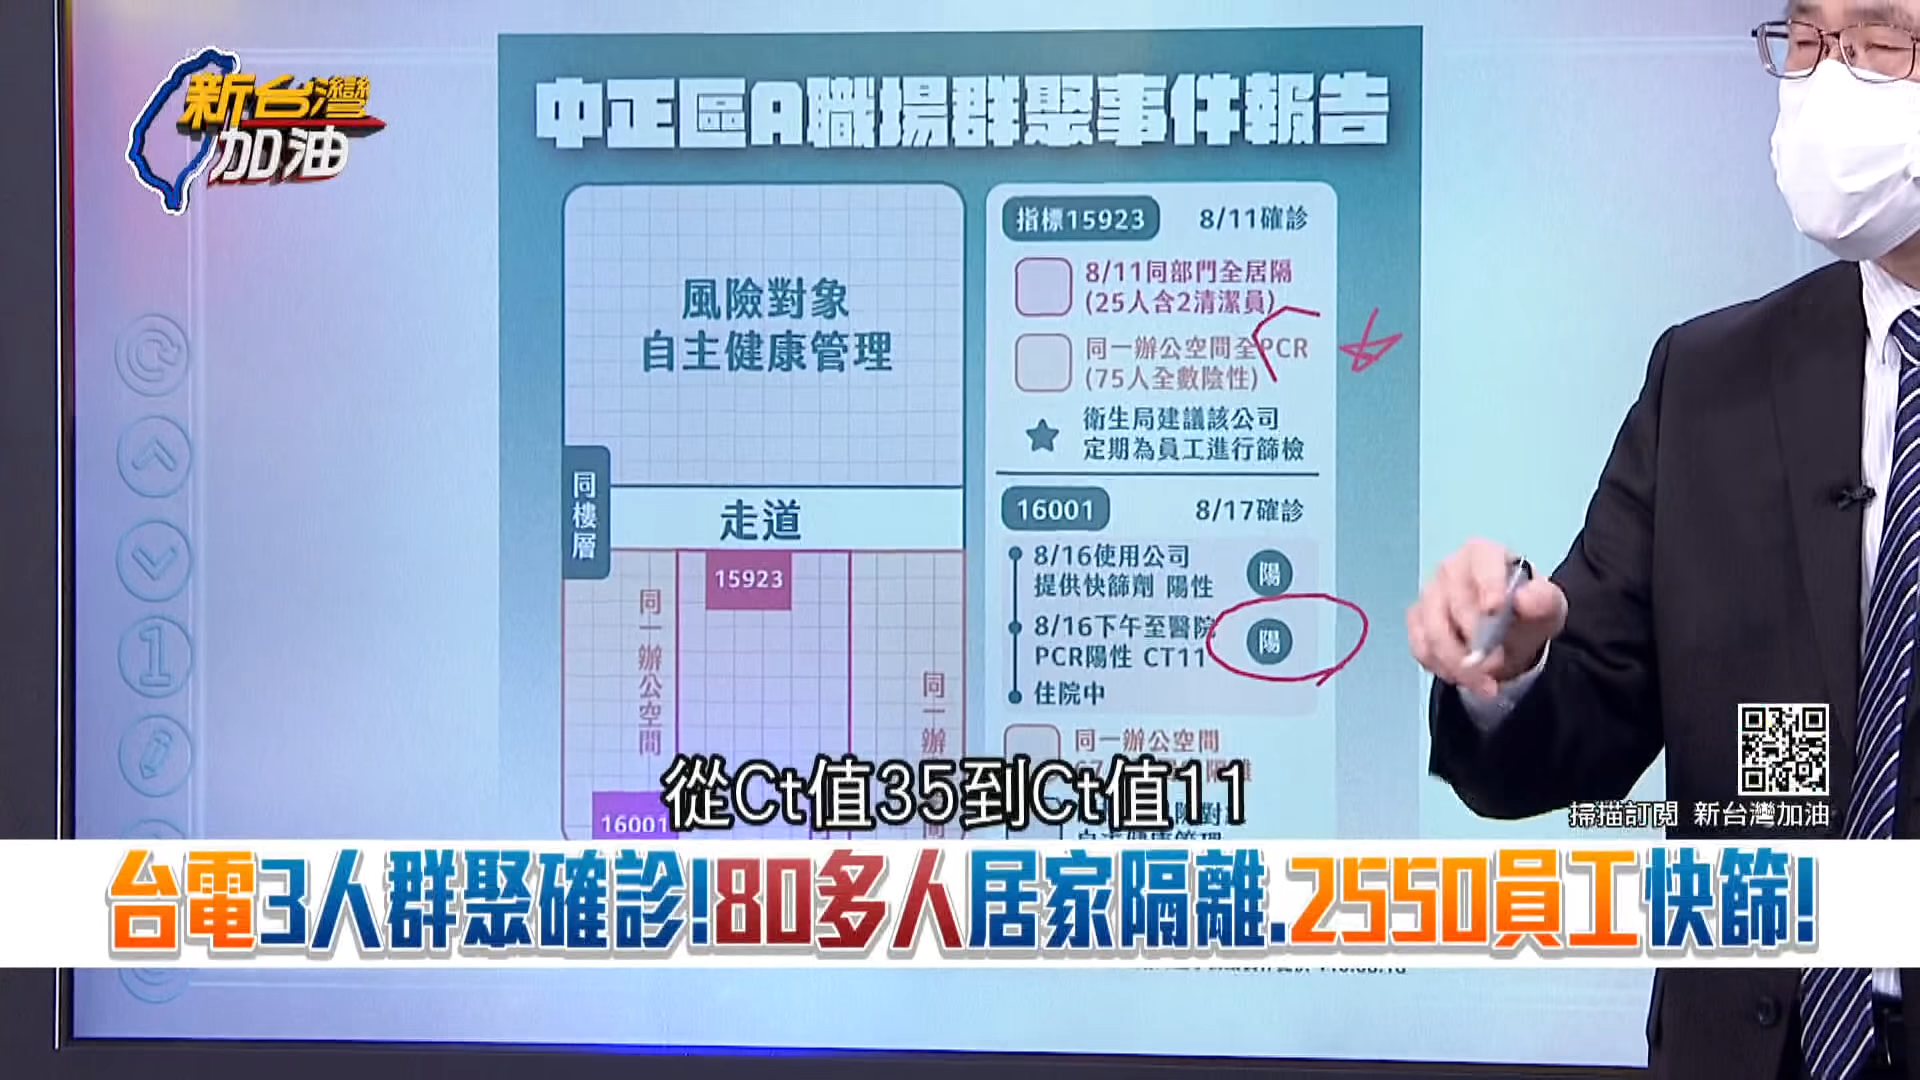 新台灣
加油
中正區A職場群聚事件報告
風險對象
自主健康管理
同樓層
走道
15923
同一辦公空間
同一辦
16001
指標15923 8/11確診
8/11同部門全居隔
(25人含2清潔員)
同一辦公空間全PCR
(75人全數陰性)
衛生局建議該公司
定期為員工進行篩檢
16001 8/17確診
8/16使用公司
提供快篩劑 陽性
陽
8/16下午至醫院
PCR陽性 CT11
陽
住院中
同一辦公空間
1
從Ct值35到Ct值11
掃描訂閱 新台灣加油
台電3人群聚確診!80多人居家隔離.2550員工快篩!